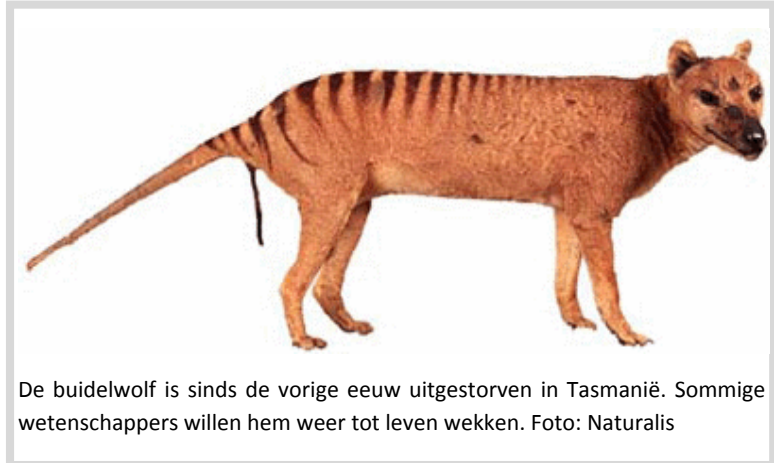 De buidelwolf is sinds de vorige eeuw uitgestorven in Tasmanië. Sommige
wetenschappers willen hem weer tot leven wekken. Foto: Naturalis